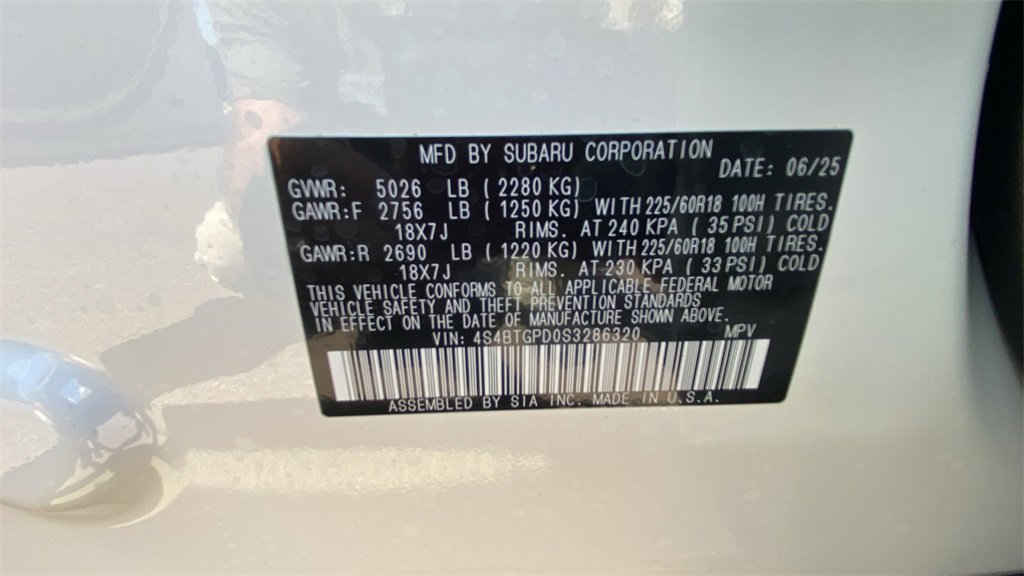 MFD BY SUBARU CORPORATION
DATE: 06/25
GVWR: 5026 LB (2280 KG)
GAWR:F 2756 LB (1250 KG) WITH 225/60R18 100H TIRES.
18X7J RIMS. AT 240 KPA (35 PSI) COLD
GAWR:R 2690 LB (1220 KG) WITH 225/60R18 100H TIRES.
18X7J RIMS. AT 230 KPA (33 PSI) COLD
THIS VEHICLE CONFORMS TO ALL APPLICABLE FEDERAL MOTOR
VEHICLE SAFETY AND THEFT PREVENTION STANDARDS
IN EFFECT ON THE DATE OF MANUFACTURE SHOWN ABOVE.
VIN: 4S4BTGPD0S3286320 MPV
ASSEMBLED BY SIA INC. MADE IN U.S.A.